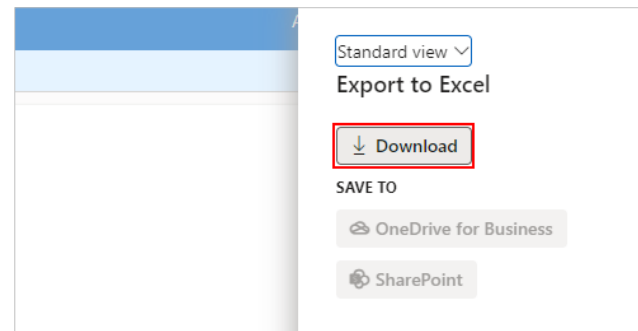 Standard view
Export to Excel
Download
SAVE TO
OneDrive for Business
SharePoint